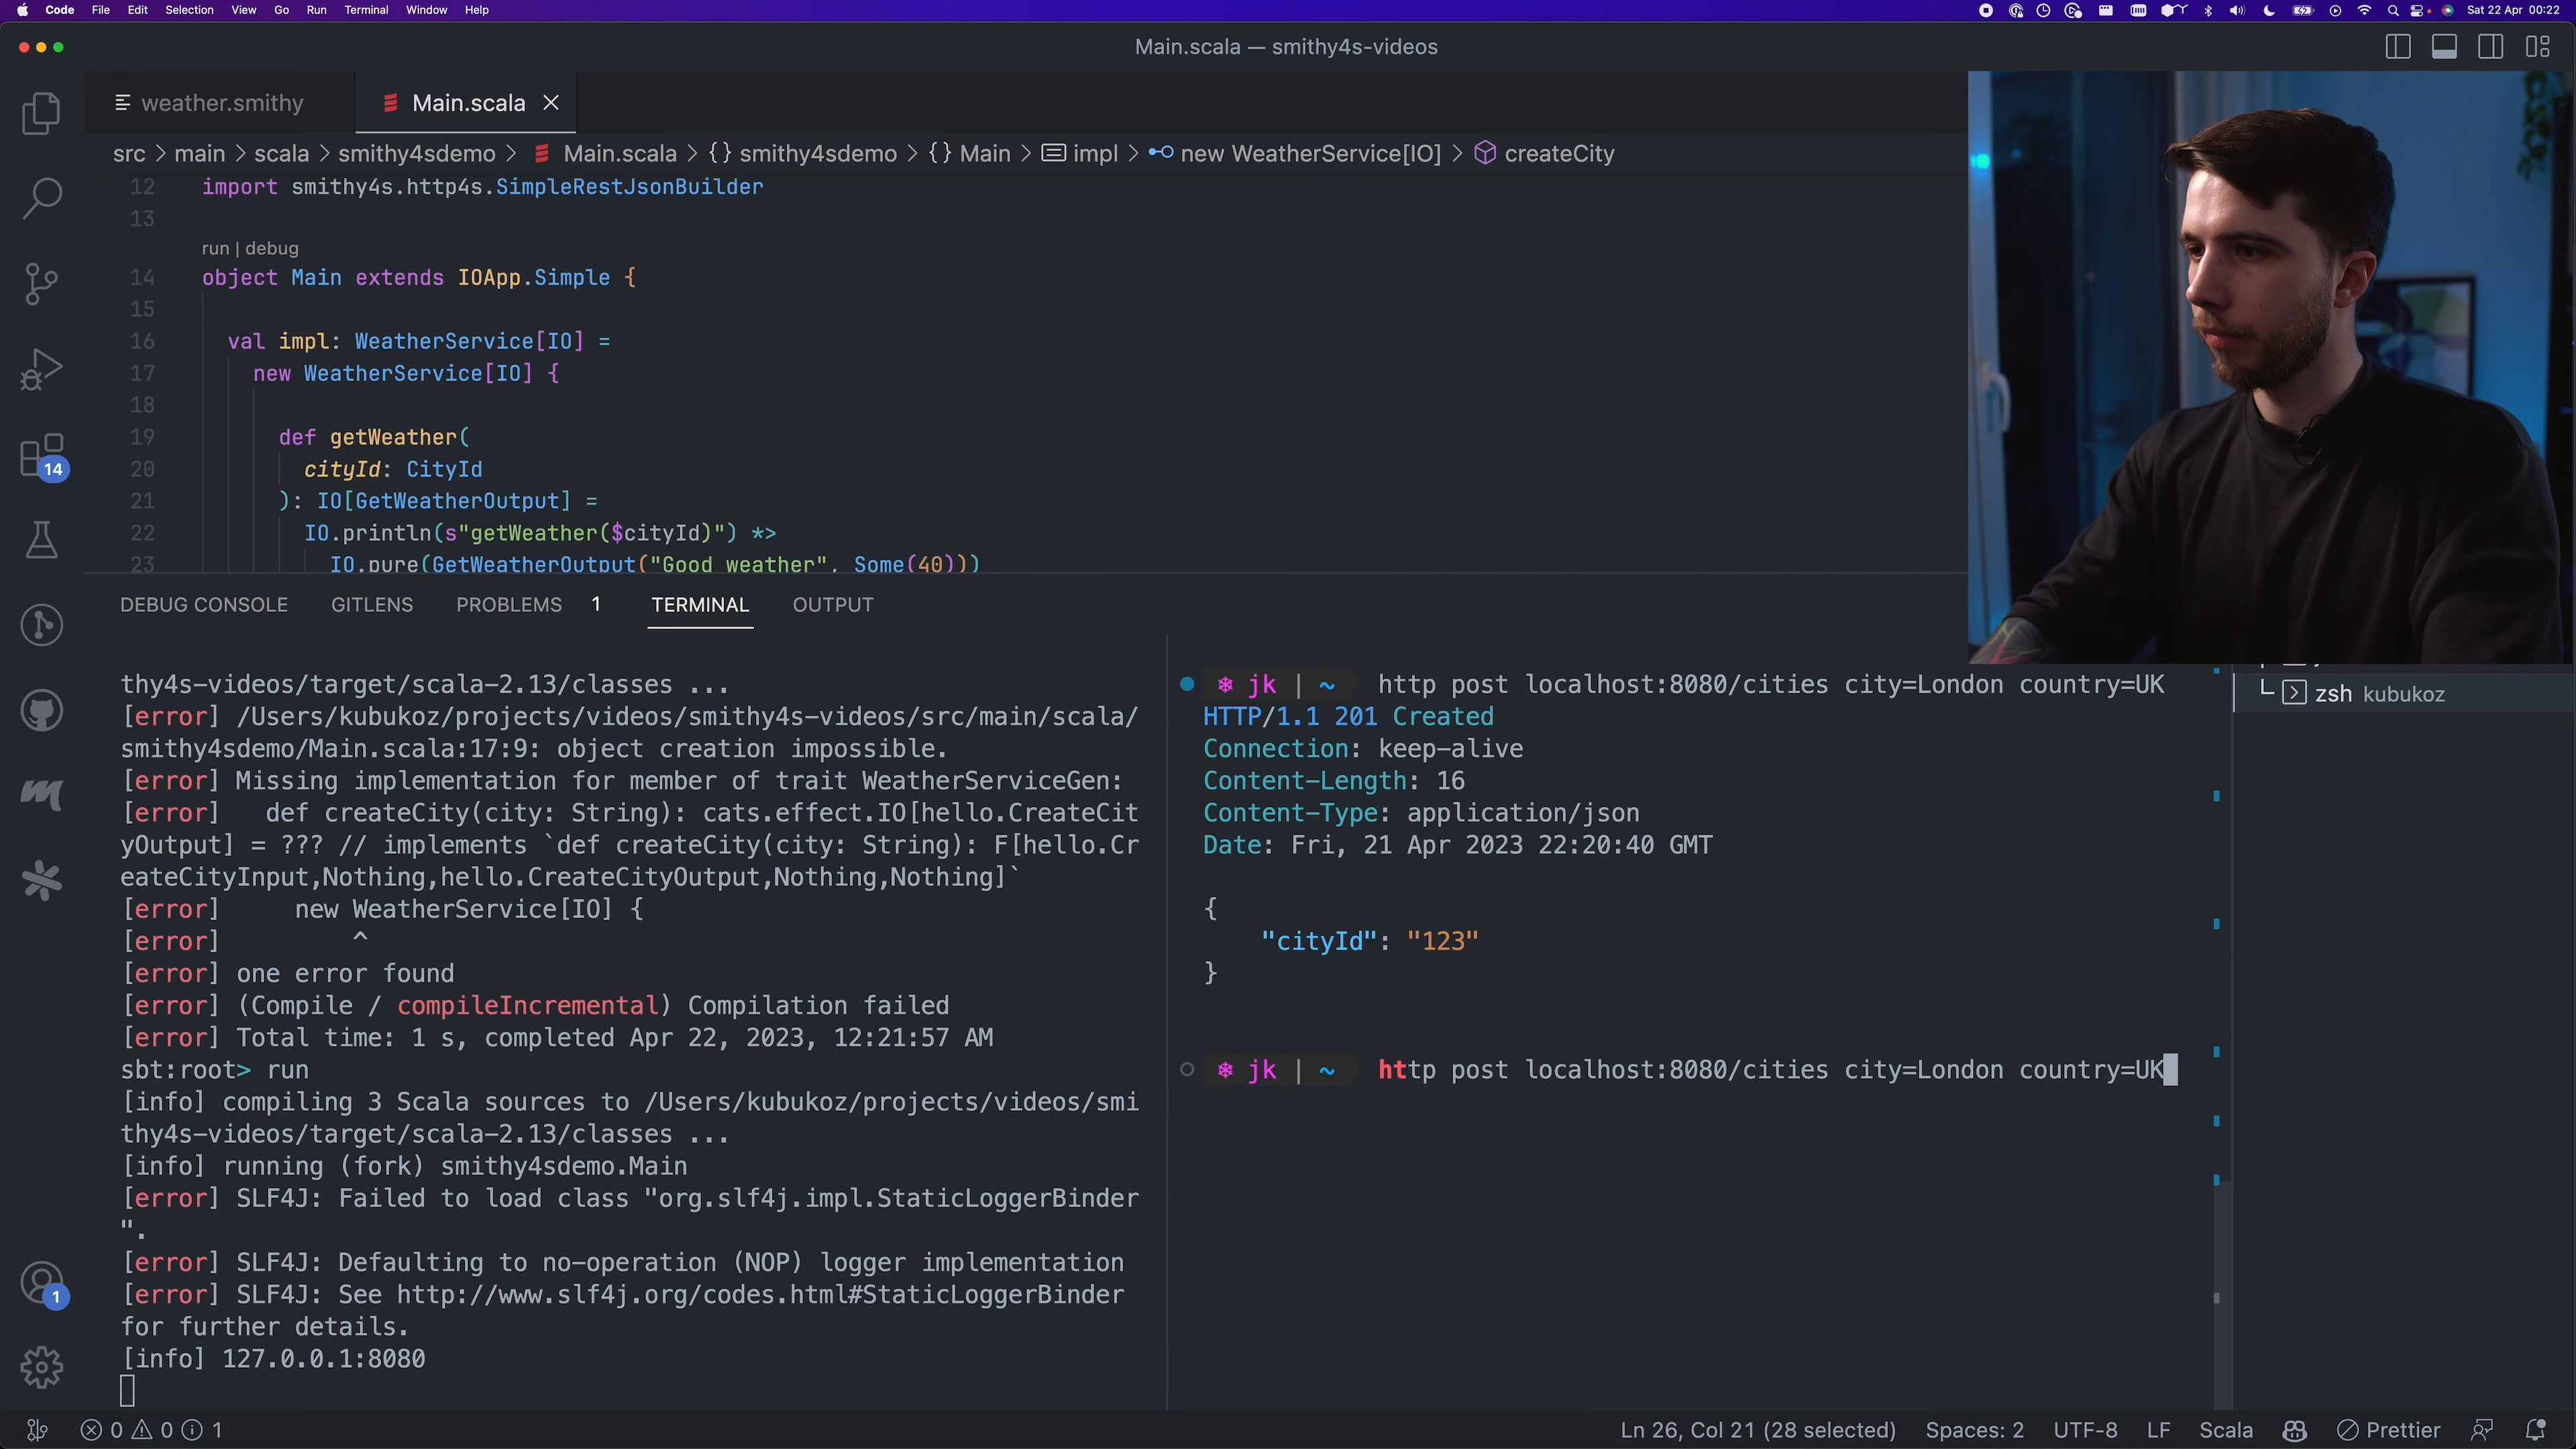 Code File Edit Selection View Go Run Terminal Window Help Sat 22 Apr 00:22
Main.scala — smithy4s-videos
weather.smithy Main.scala
src > main > scala > smithy4sdemo > Main.scala > {} smithy4sdemo > {} Main > impl > new WeatherService[IO] > createCity
12 import smithy4s.http4s.SimpleRestJsonBuilder
13
run | debug
14 object Main extends IOApp.Simple {
15
16 val impl: WeatherService[IO] =
17 new WeatherService[IO] {
18
19 def getWeather(
20 cityId: CityId
21 ): IO[GetWeatherOutput] =
22 IO.println(s"getWeather($cityId)") *>
23 IO.pure(GetWeatherOutput("Good weather", Some(40)))
14
DEBUG CONSOLE GITLENS PROBLEMS 1 TERMINAL OUTPUT
thy4s-videos/target/scala-2.13/classes ...
[error] /Users/kubukoz/projects/videos/smithy4s-videos/src/main/scala/
smithy4sdemo/Main.scala:17:9: object creation impossible.
[error] Missing implementation for member of trait WeatherServiceGen:
[error]   def createCity(city: String): cats.effect.IO[hello.CreateCit
yOutput] = ??? // implements `def createCity(city: String): F[hello.Cr
eateCityInput,Nothing,hello.CreateCityOutput,Nothing,Nothing]`
[error]     new WeatherService[IO] {
[error]         ^
[error] one error found
[error] (Compile / compileIncremental) Compilation failed
[error] Total time: 1 s, completed Apr 22, 2023, 12:21:57 AM
sbt:root> run
[info] compiling 3 Scala sources to /Users/kubukoz/projects/videos/smi
thy4s-videos/target/scala-2.13/classes ...
[info] running (fork) smithy4sdemo.Main
[error] SLF4J: Failed to load class "org.slf4j.impl.StaticLoggerBinder
".
[error] SLF4J: Defaulting to no-operation (NOP) logger implementation
[error] SLF4J: See http://www.slf4j.org/codes.html#StaticLoggerBinder
for further details.
[info] 127.0.0.1:8080
jk | ~ http post localhost:8080/cities city=London country=UK
HTTP/1.1 201 Created
Connection: keep-alive
Content-Length: 16
Content-Type: application/json
Date: Fri, 21 Apr 2023 22:20:40 GMT
{
"cityId": "123"
}
jk | ~ http post localhost:8080/cities city=London country=UK
zsh kubukoz
1
0 0 1 Ln 26, Col 21 (28 selected) Spaces: 2 UTF-8 LF Scala Prettier